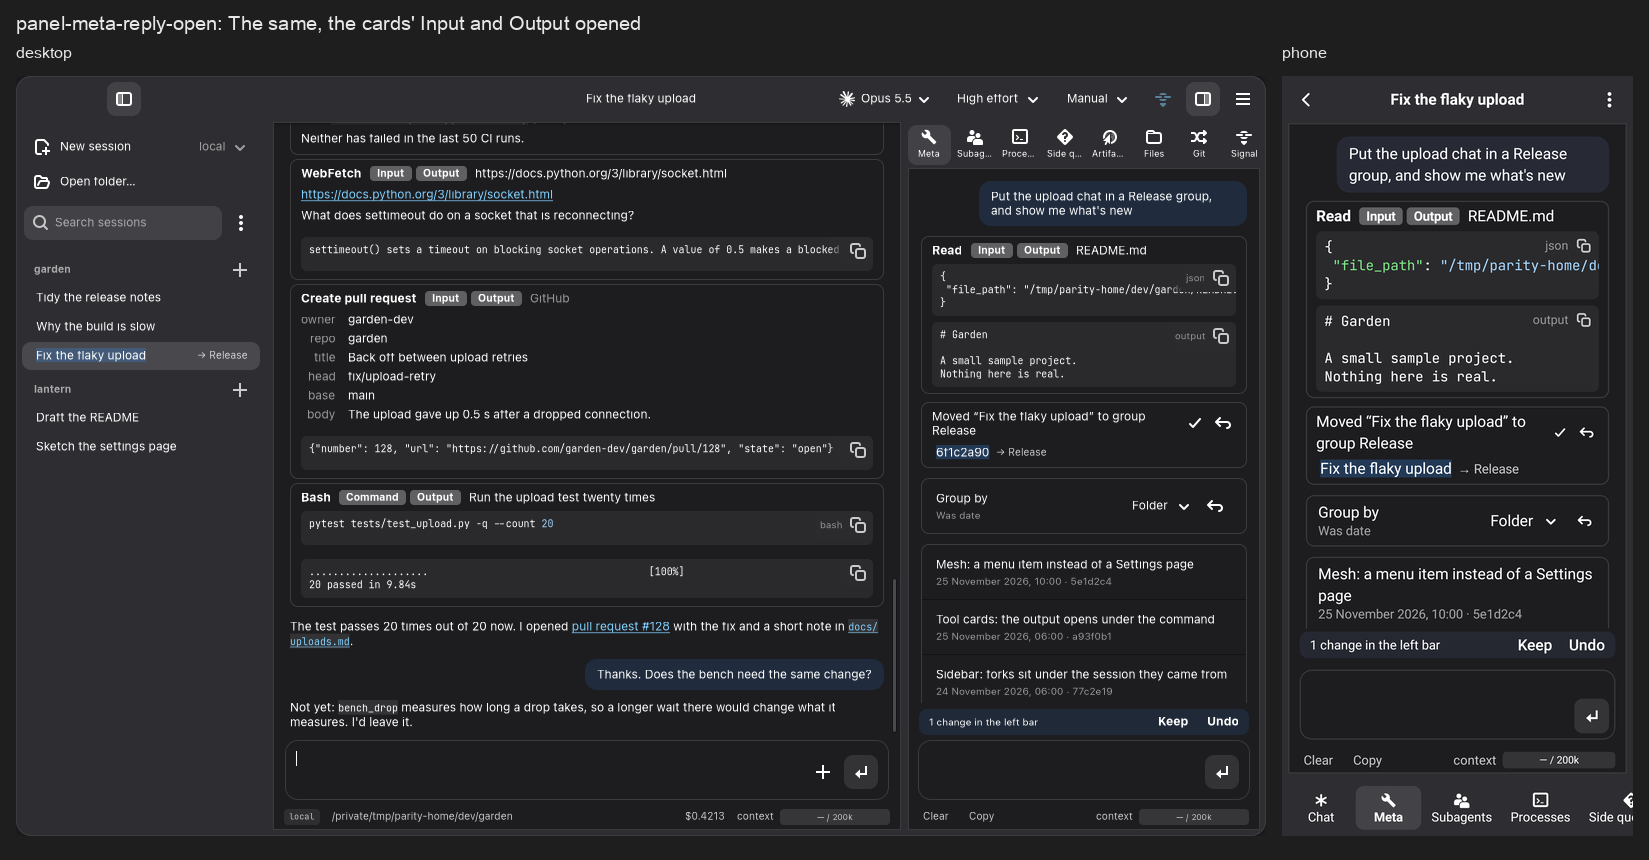 panel-meta-reply-open: The same, the cards' Input and Output opened
desktop
Fix the flaky upload
Opus 5.5
High effort
Manual
New session
local
Open folder...
Search sessions
garden
Tidy the release notes
Why the build is slow
Fix the flaky upload
→ Release
lantern
Draft the README
Sketch the settings page
Neither has failed in the last 50 CI runs.
WebFetch Input Output https://docs.python.org/3/library/socket.html
https://docs.python.org/3/library/socket.html
What does settimeout do on a socket that is reconnecting?
settimeout() sets a timeout on blocking socket operations. A value of 0.5 makes a blocked
Create pull request Input Output GitHub
owner garden-dev
repo garden
title Back off between upload retries
head fix/upload-retry
base main
body The upload gave up 0.5 s after a dropped connection.
{"number": 128, "url": "https://github.com/garden-dev/garden/pull/128", "state": "open"}
Bash Command Output Run the upload test twenty times
pytest tests/test_upload.py -q --count 20
bash
.................... [100%]
20 passed in 9.84s
The test passes 20 times out of 20 now. I opened pull request #128 with the fix and a short note in docs/
uploads.md.
Thanks. Does the bench need the same change?
Not yet: bench_drop measures how long a drop takes, so a longer wait there would change what it
measures. I'd leave it.
local /private/tmp/parity-home/dev/garden
$0.4213 context — / 200k
Meta
Subag...
Proce...
Side q...
Artifa...
Files
Git
Signal
Put the upload chat in a Release group,
and show me what's new
Read Input Output README.md
{
"file_path": "/tmp/parity-home/dev/garden/
}
json
# Garden
output
A small sample project.
Nothing here is real.
Moved “Fix the flaky upload” to group
Release
6f1c2a90 → Release
Group by
Was date
Folder
Mesh: a menu item instead of a Settings page
25 November 2026, 10:00 · 5e1d2c4
Tool cards: the output opens under the command
25 November 2026, 06:00 · a93f0b1
Sidebar: forks sit under the session they came from
24 November 2026, 06:00 · 77c2e19
1 change in the left bar Keep Undo
Clear Copy context — / 200k
phone
Fix the flaky upload
Put the upload chat in a Release
group, and show me what's new
Read Input Output README.md
{
json
"file_path": "/tmp/parity-home/d
}
# Garden
output
A small sample project.
Nothing here is real.
Moved “Fix the flaky upload” to
group Release
Fix the flaky upload → Release
Group by
Was date
Folder
Mesh: a menu item instead of a Settings
page
25 November 2026, 10:00 · 5e1d2c4
1 change in the left bar Keep Undo
Clear Copy context — / 200k
Chat
Meta
Subagents
Processes
Side qu